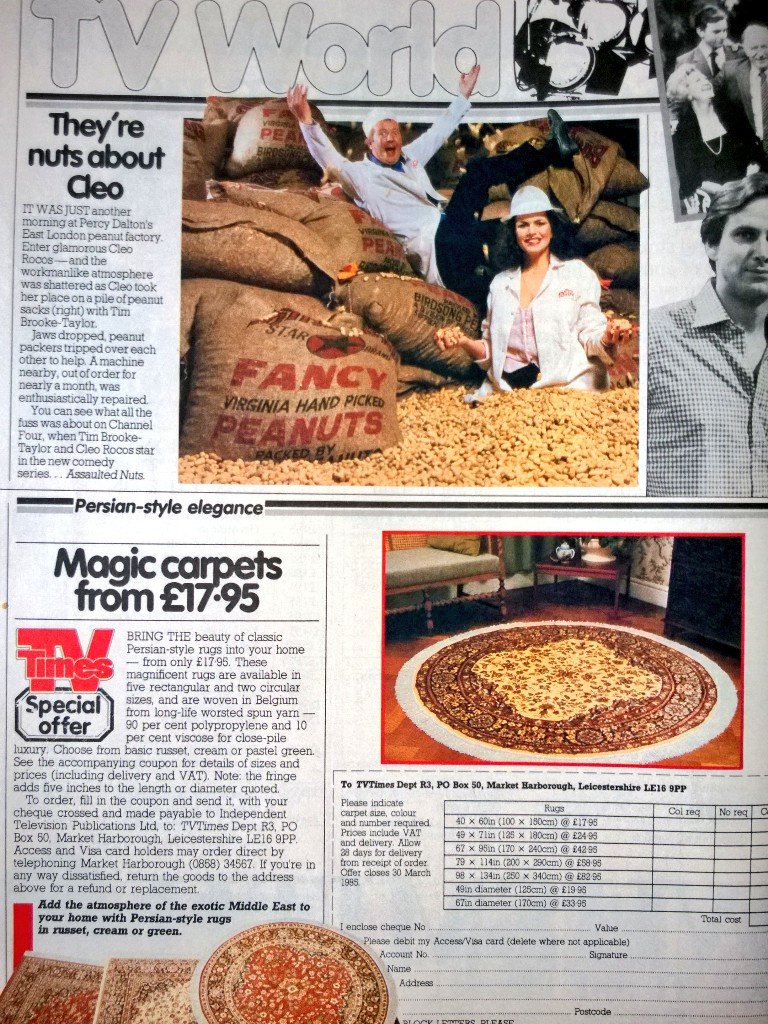 TV World
They're
nuts about
Cleo
IT WAS JUST another
morning at Percy Dalton's
East London peanut factory.
Enter glamorous Cleo
Rocos — and the
workmanlike atmosphere
was shattered as Cleo took
her place on a pile of peanut
sacks (right) with Tim
Brooke-Taylor.
Jaws dropped, peanut
packers tripped over each
other to help. A machine
nearby, out of order for
nearly a month, was
enthusiastically repaired.
You can see what all the
fuss was about on Channel
Four, when Tim Brooke-
Taylor and Cleo Rocos star
in the new comedy
series. . . Assaulted Nuts.
FANCY
VIRGINIA
PEANUTS
PEA
BIRDSONG
STAR
FANCY
VIRGINIA HAND PICKED
PEANUTS
PACKED BY
Persian-style elegance
Magic carpets
from £17·95
TV
Times
Special
offer
BRING THE beauty of classic
Persian-style rugs into your home
— from only £17·95. These
magnificent rugs are available in
five rectangular and two circular
sizes, and are woven in Belgium
from long-life worsted spun yarn —
90 per cent polypropylene and 10
per cent viscose for close-pile
luxury. Choose from basic russet, cream or pastel green.
See the accompanying coupon for details of sizes and
prices (including delivery and VAT). Note: the fringe
adds five inches to the length or diameter quoted.
To order, fill in the coupon and send it, with your
cheque crossed and made payable to Independent
Television Publications Ltd, to: TVTimes Dept R3, PO
Box 50, Market Harborough, Leicestershire LE16 9PP.
Access and Visa card holders may order direct by
telephoning Market Harborough (0858) 34567. If you're in
any way dissatisfied, return the goods to the address
above for a refund or replacement.
Add the atmosphere of the exotic Middle East to
your home with Persian-style rugs
in russet, cream or green.
To TVTimes Dept R3, PO Box 50, Market Harborough, Leicestershire LE16 9PP
Please indicate
carpet size, colour
and number required.
Prices include VAT
and delivery. Allow
28 days for delivery
from receipt of order.
Offer closes 30 March
1985.
Rugs Col req No req C
40 × 60in (100 × 150cm) @ £17·95
49 × 71in (125 × 180cm) @ £24·95
67 × 95in (170 × 240cm) @ £42·95
79 × 114in (200 × 290cm) @ £58·95
98 × 134in (250 × 340cm) @ £82·95
49in diameter (125cm) @ £19·95
67in diameter (170cm) @ £33·95
Total cost
I enclose cheque No Value
Please debit my Access/Visa card (delete where not applicable)
Account No. Signature
Name
Address
Postcode
BLOCK LETTERS, PLEASE